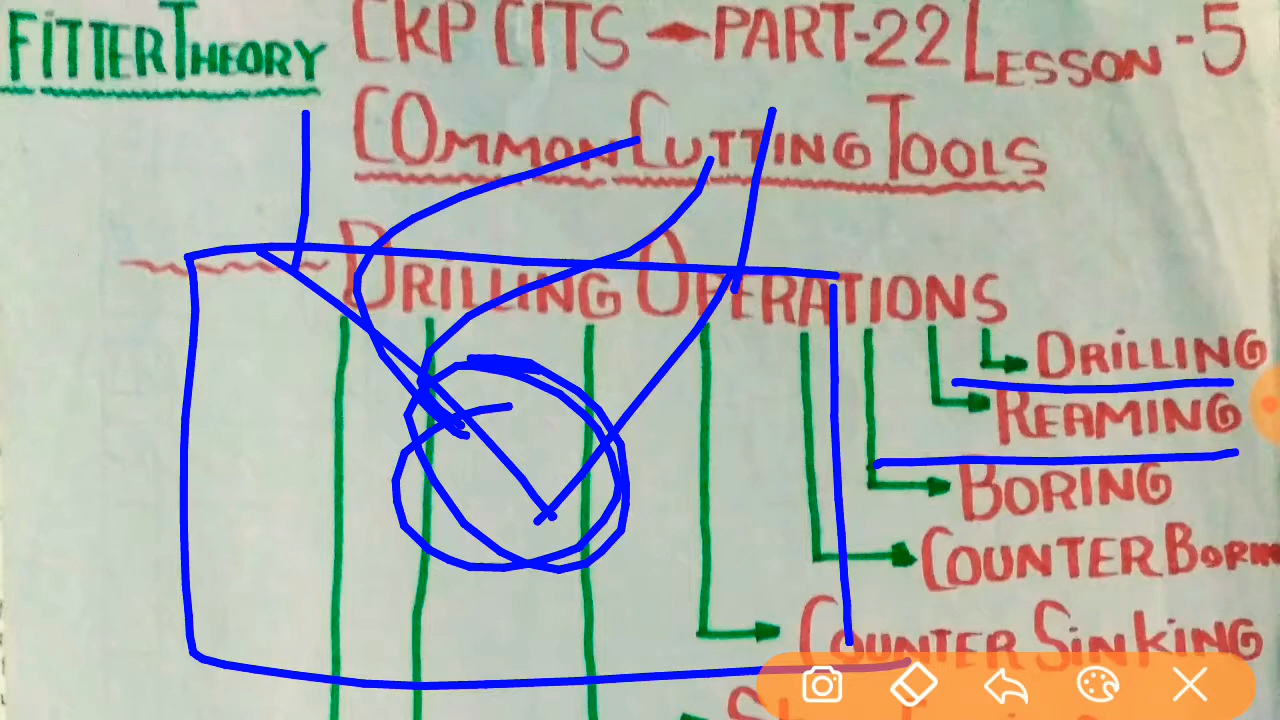 FITTER THEORY CKP CITS - PART-22 LESSON-5
COMMON CUTTING TOOLS
DRILLING OPERATIONS
DRILLING
REAMING
BORING
COUNTER BORIN
COUNTER SINKING